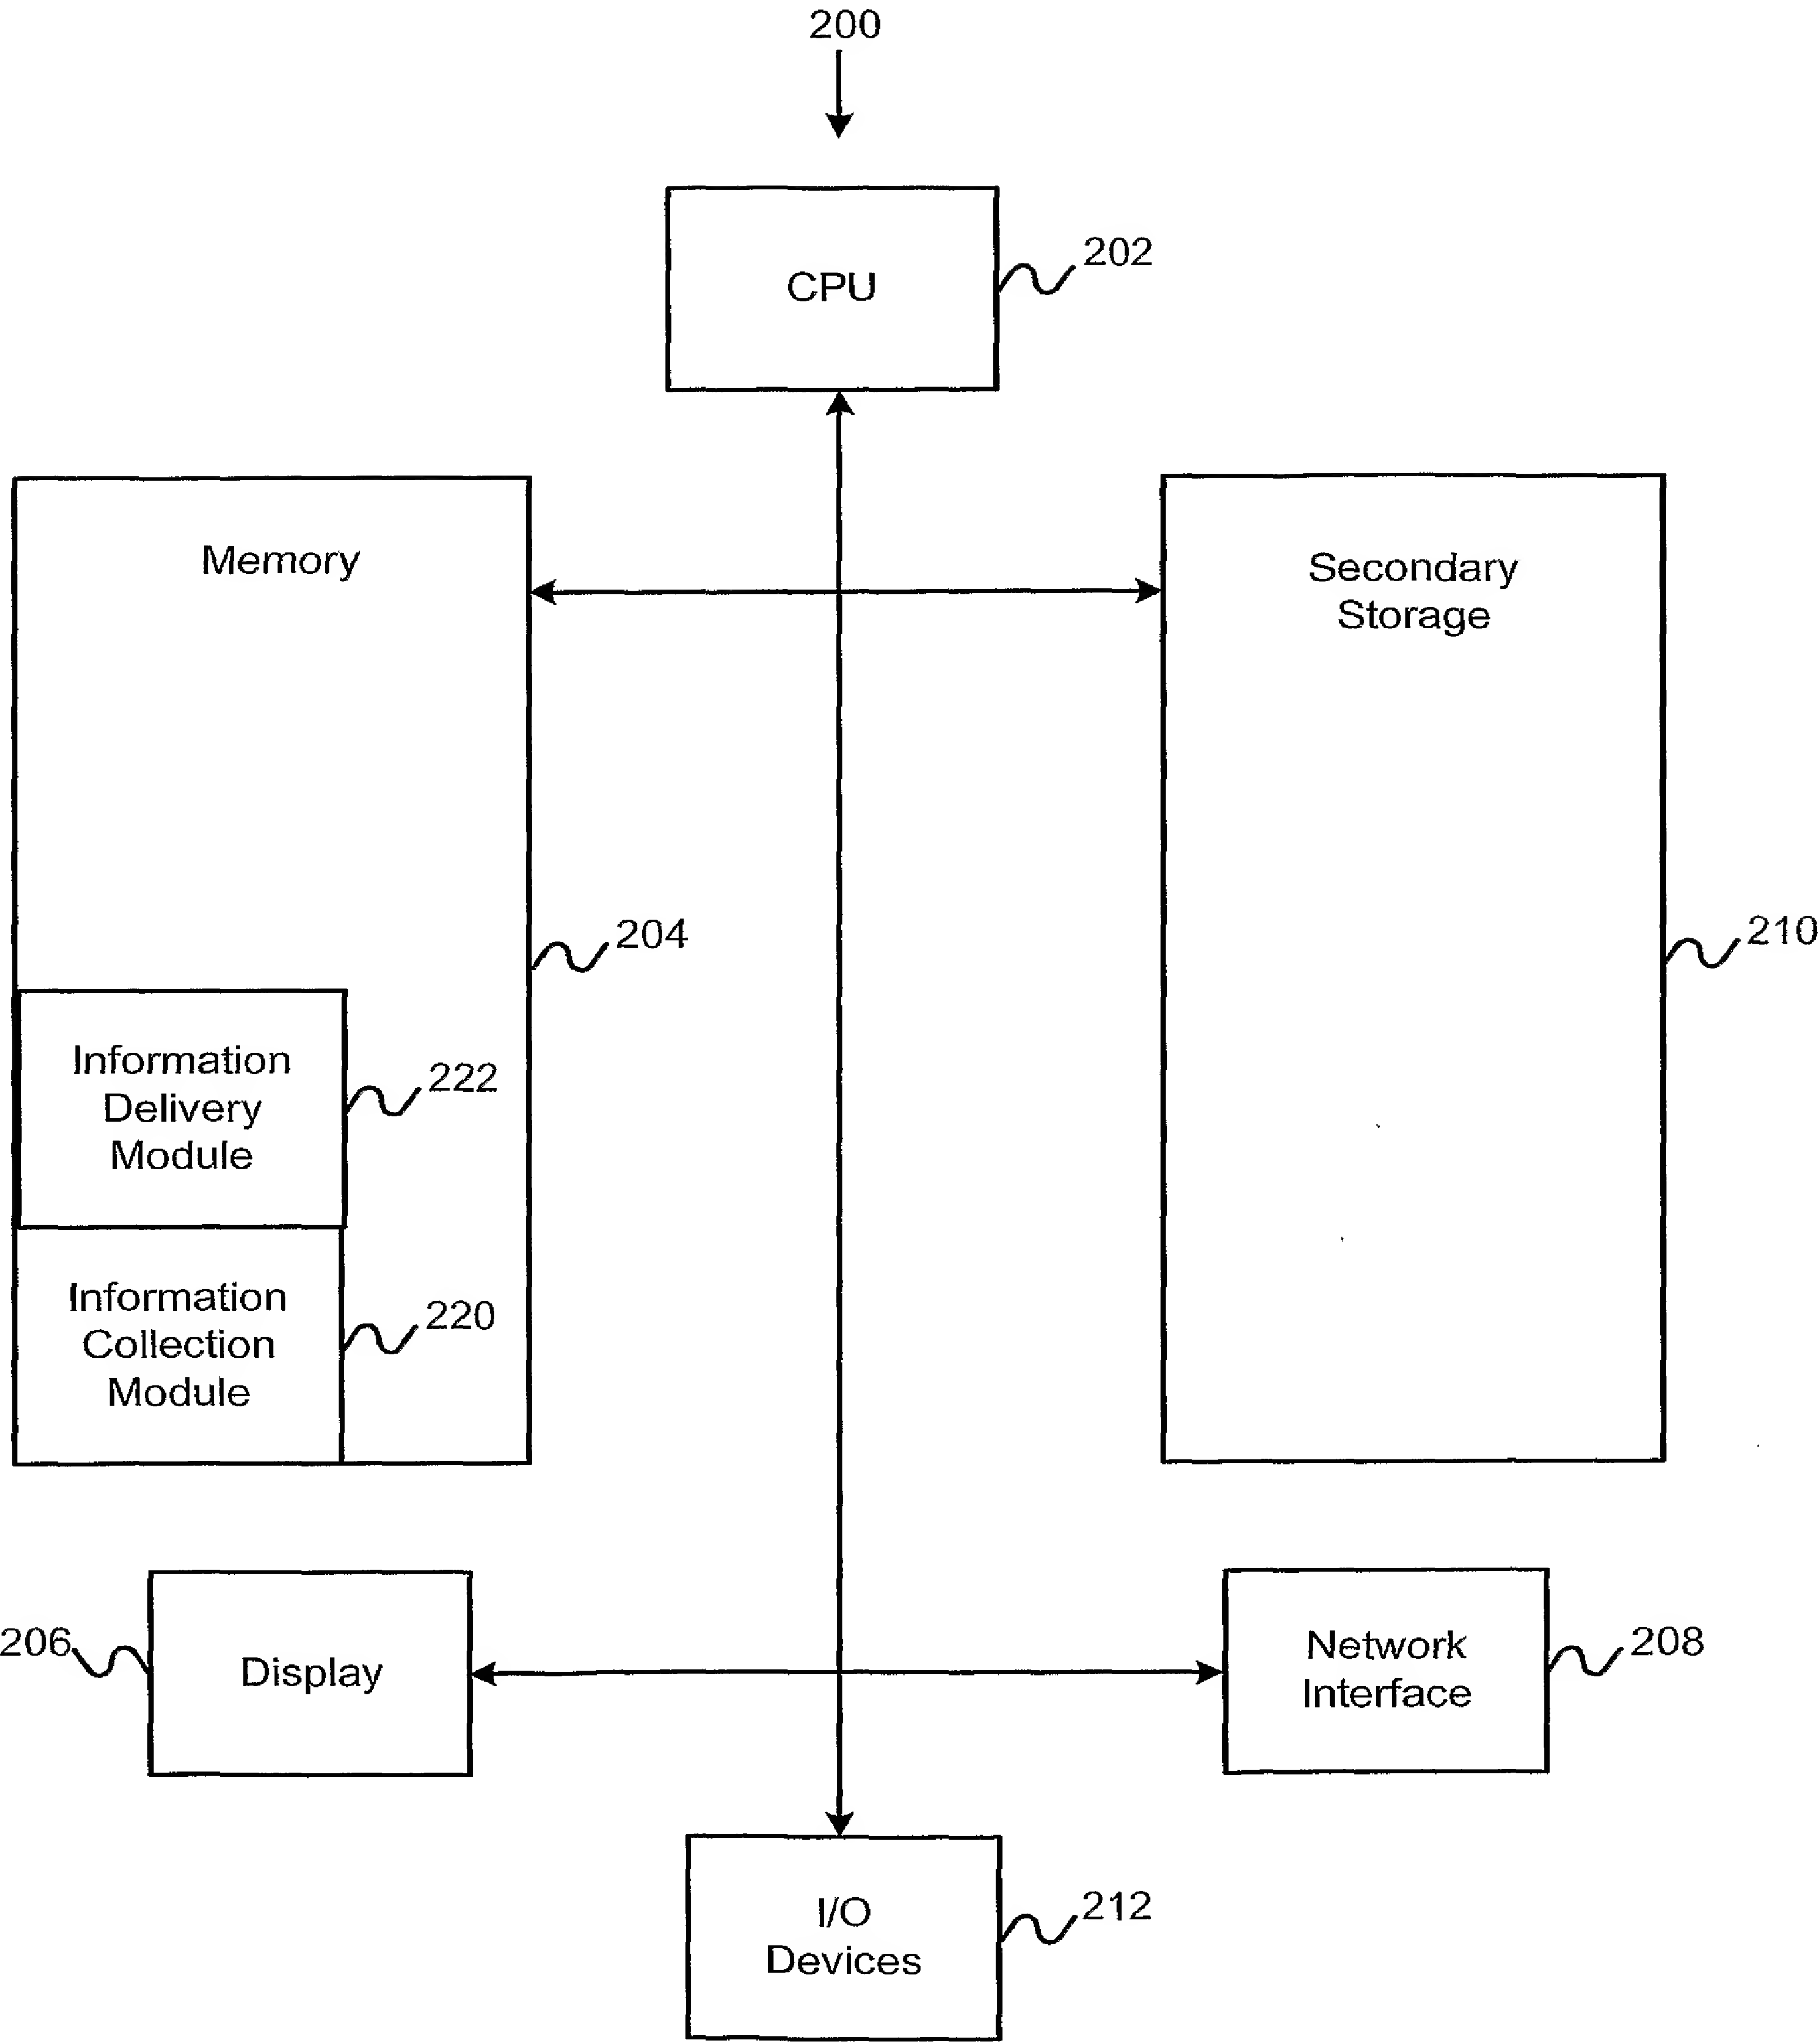 200
CPU
202
Memory
Secondary
Storage
204
210
Information
Delivery
Module
222
Information
Collection
Module
220
206
Display
Network
Interface
208
I/O
Devices
212